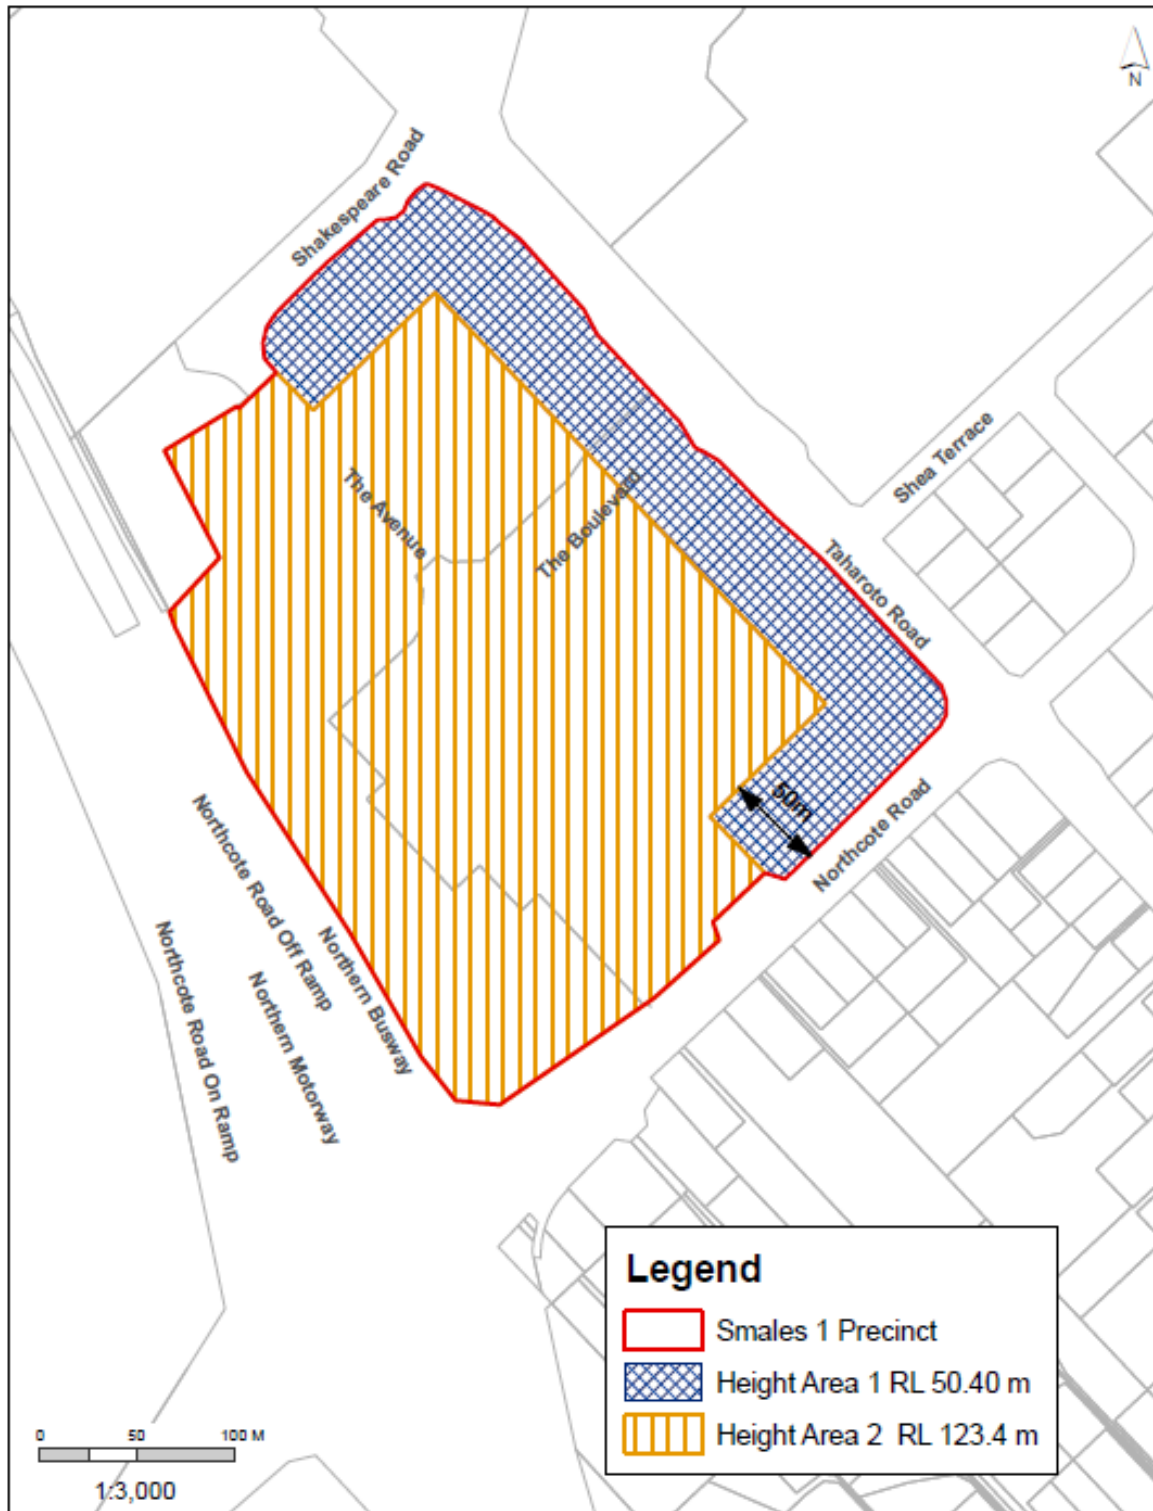 N
Shakespeare Road
Shea Terrace
The Avenue
The Boulevard
Taharoto Road
50m
Northcote Road
Northcote Road Off Ramp
Northern Busway
Northcote Road On Ramp
Northern Motorway
Legend
Smales 1 Precinct
Height Area 1 RL 50.40 m
Height Area 2 RL 123.4 m
0 50 100 M
1:3,000